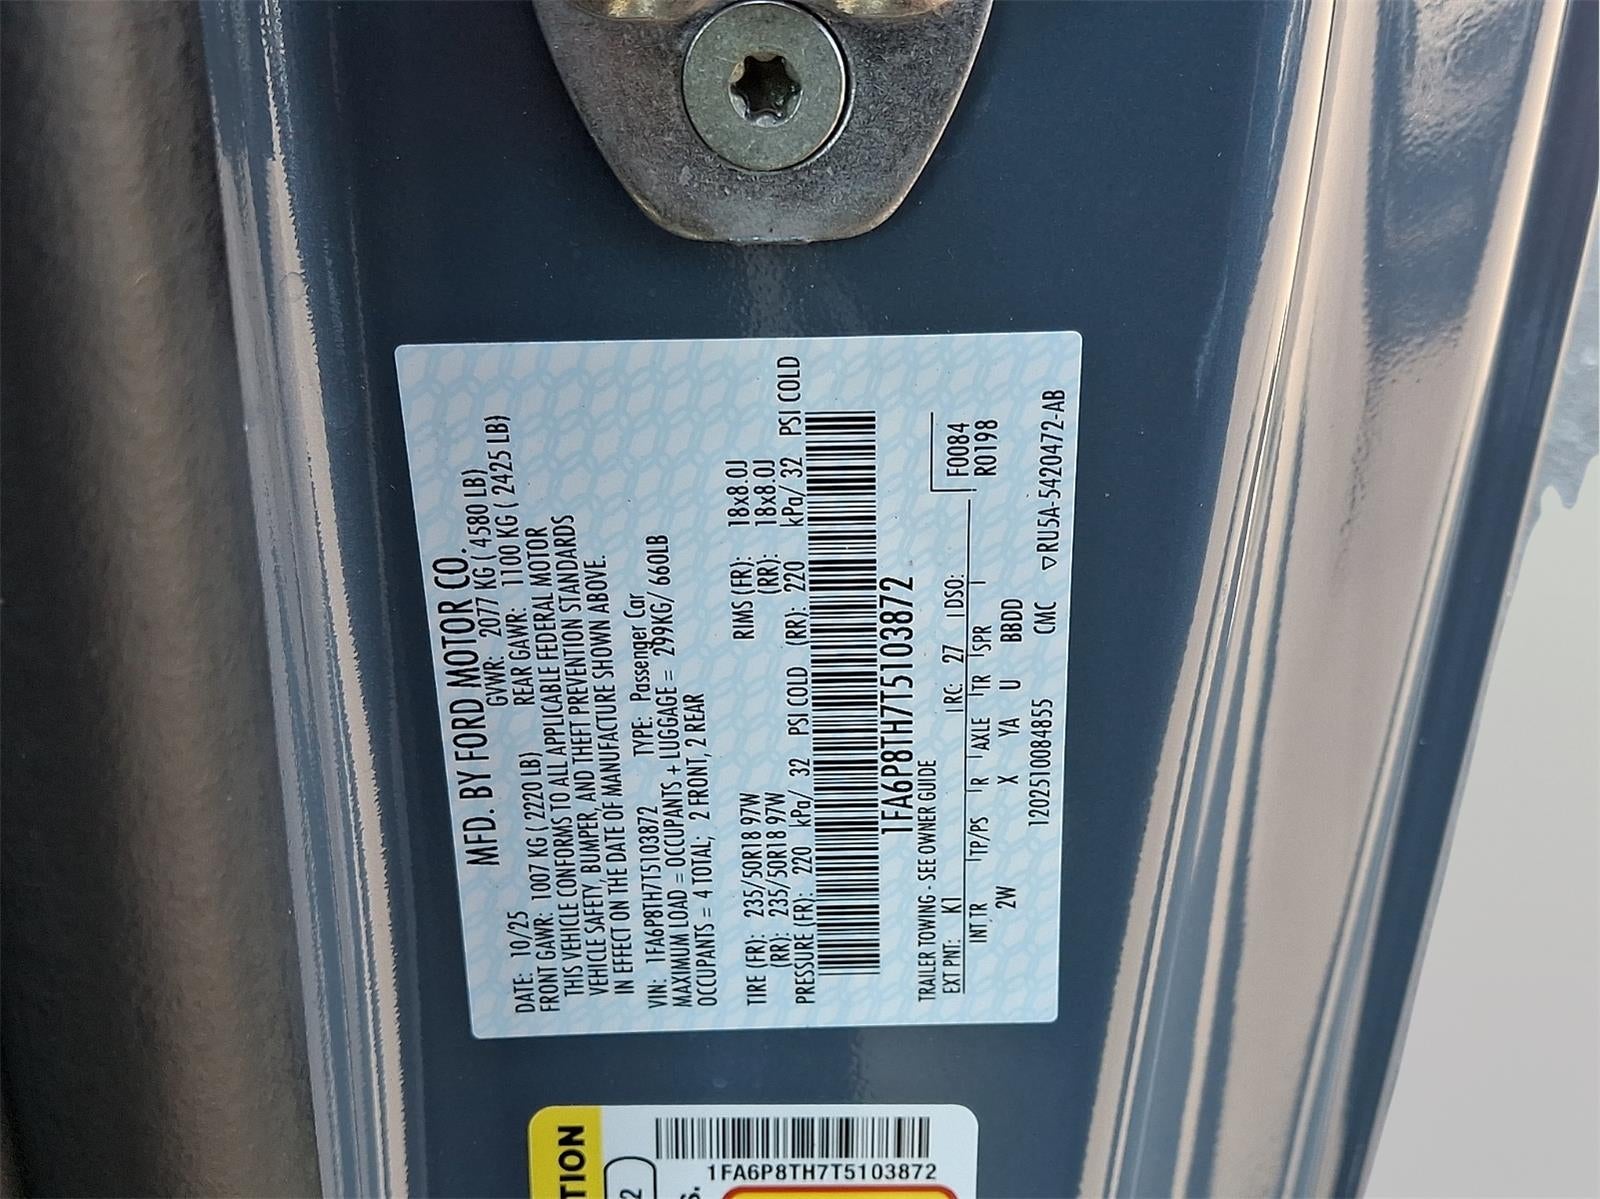 MFD. BY FORD MOTOR CO.
DATE: 10/25 GVWR: 2077 KG ( 4580 LB)
FRONT GAWR: 1007 KG ( 2220 LB) REAR GAWR: 1100 KG ( 2425 LB)
THIS VEHICLE CONFORMS TO ALL APPLICABLE FEDERAL MOTOR
VEHICLE SAFETY, BUMPER, AND THEFT PREVENTION STANDARDS
IN EFFECT ON THE DATE OF MANUFACTURE SHOWN ABOVE.
VIN: 1FA6P8TH7T5103872 TYPE: Passenger Car
MAXIMUM LOAD = OCCUPANTS + LUGGAGE = 299KG/ 660LB
OCCUPANTS = 4 TOTAL; 2 FRONT, 2 REAR
TIRE (FR): 235/50R18 97W RIMS (FR): 18x8.0J
(RR): 235/50R18 97W (RR): 18x8.0J
PRESSURE (FR): 220 kPa/ 32 PSI COLD (RR): 220 kPa/ 32 PSI COLD
1FA6P8TH7T5103872
TRAILER TOWING - SEE OWNER GUIDE
F0084
EXT PNT: K1 RC: 27 DSO: R0198
INT TR TP/PS R AXLE TR SPR
2W X YA U BBDD
1202510084855 CMC ▽RU5A-5420472-AB
TION
2
S.
1FA6P8TH7T5103872